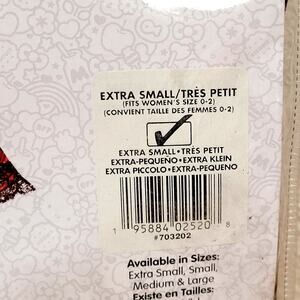 EXTRA SMALL/TRÈS PETIT
(FITS WOMEN'S SIZE 0-2)
(CONVIENT TAILLE DES FEMMES 0-2)
EXTRA SMALL•TRÈS PETIT
EXTRA-PEQUENO•EXTRA KLEIN
EXTRA PICCOLO•EXTRA-PEQUENO
1 95884 02520 8
#703202
Available in Sizes:
Extra Small, Small,
Medium & Large
Existe en Tailles: